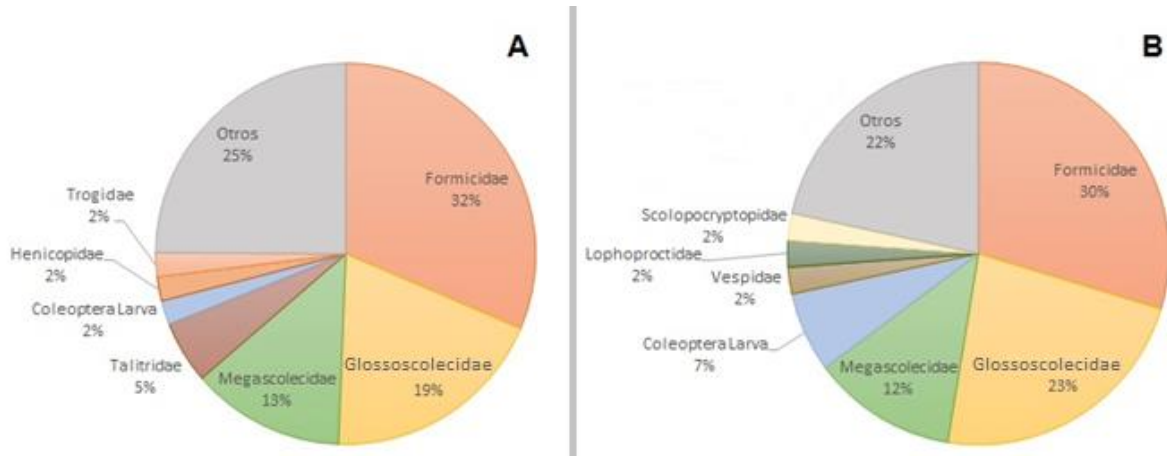 A
Otros
25%
Formicidae
32%
Trogidae
2%
Henicopidae
2%
Coleoptera Larva
2%
Talitridae
5%
Megascolecidae
13%
Glossoscolecidae
19%
B
Otros
22%
Formicidae
30%
Scolopocryptopidae
2%
Lophoproctidae
2%
Vespidae
2%
Coleoptera Larva
7%
Megascolecidae
12%
Glossoscolecidae
23%